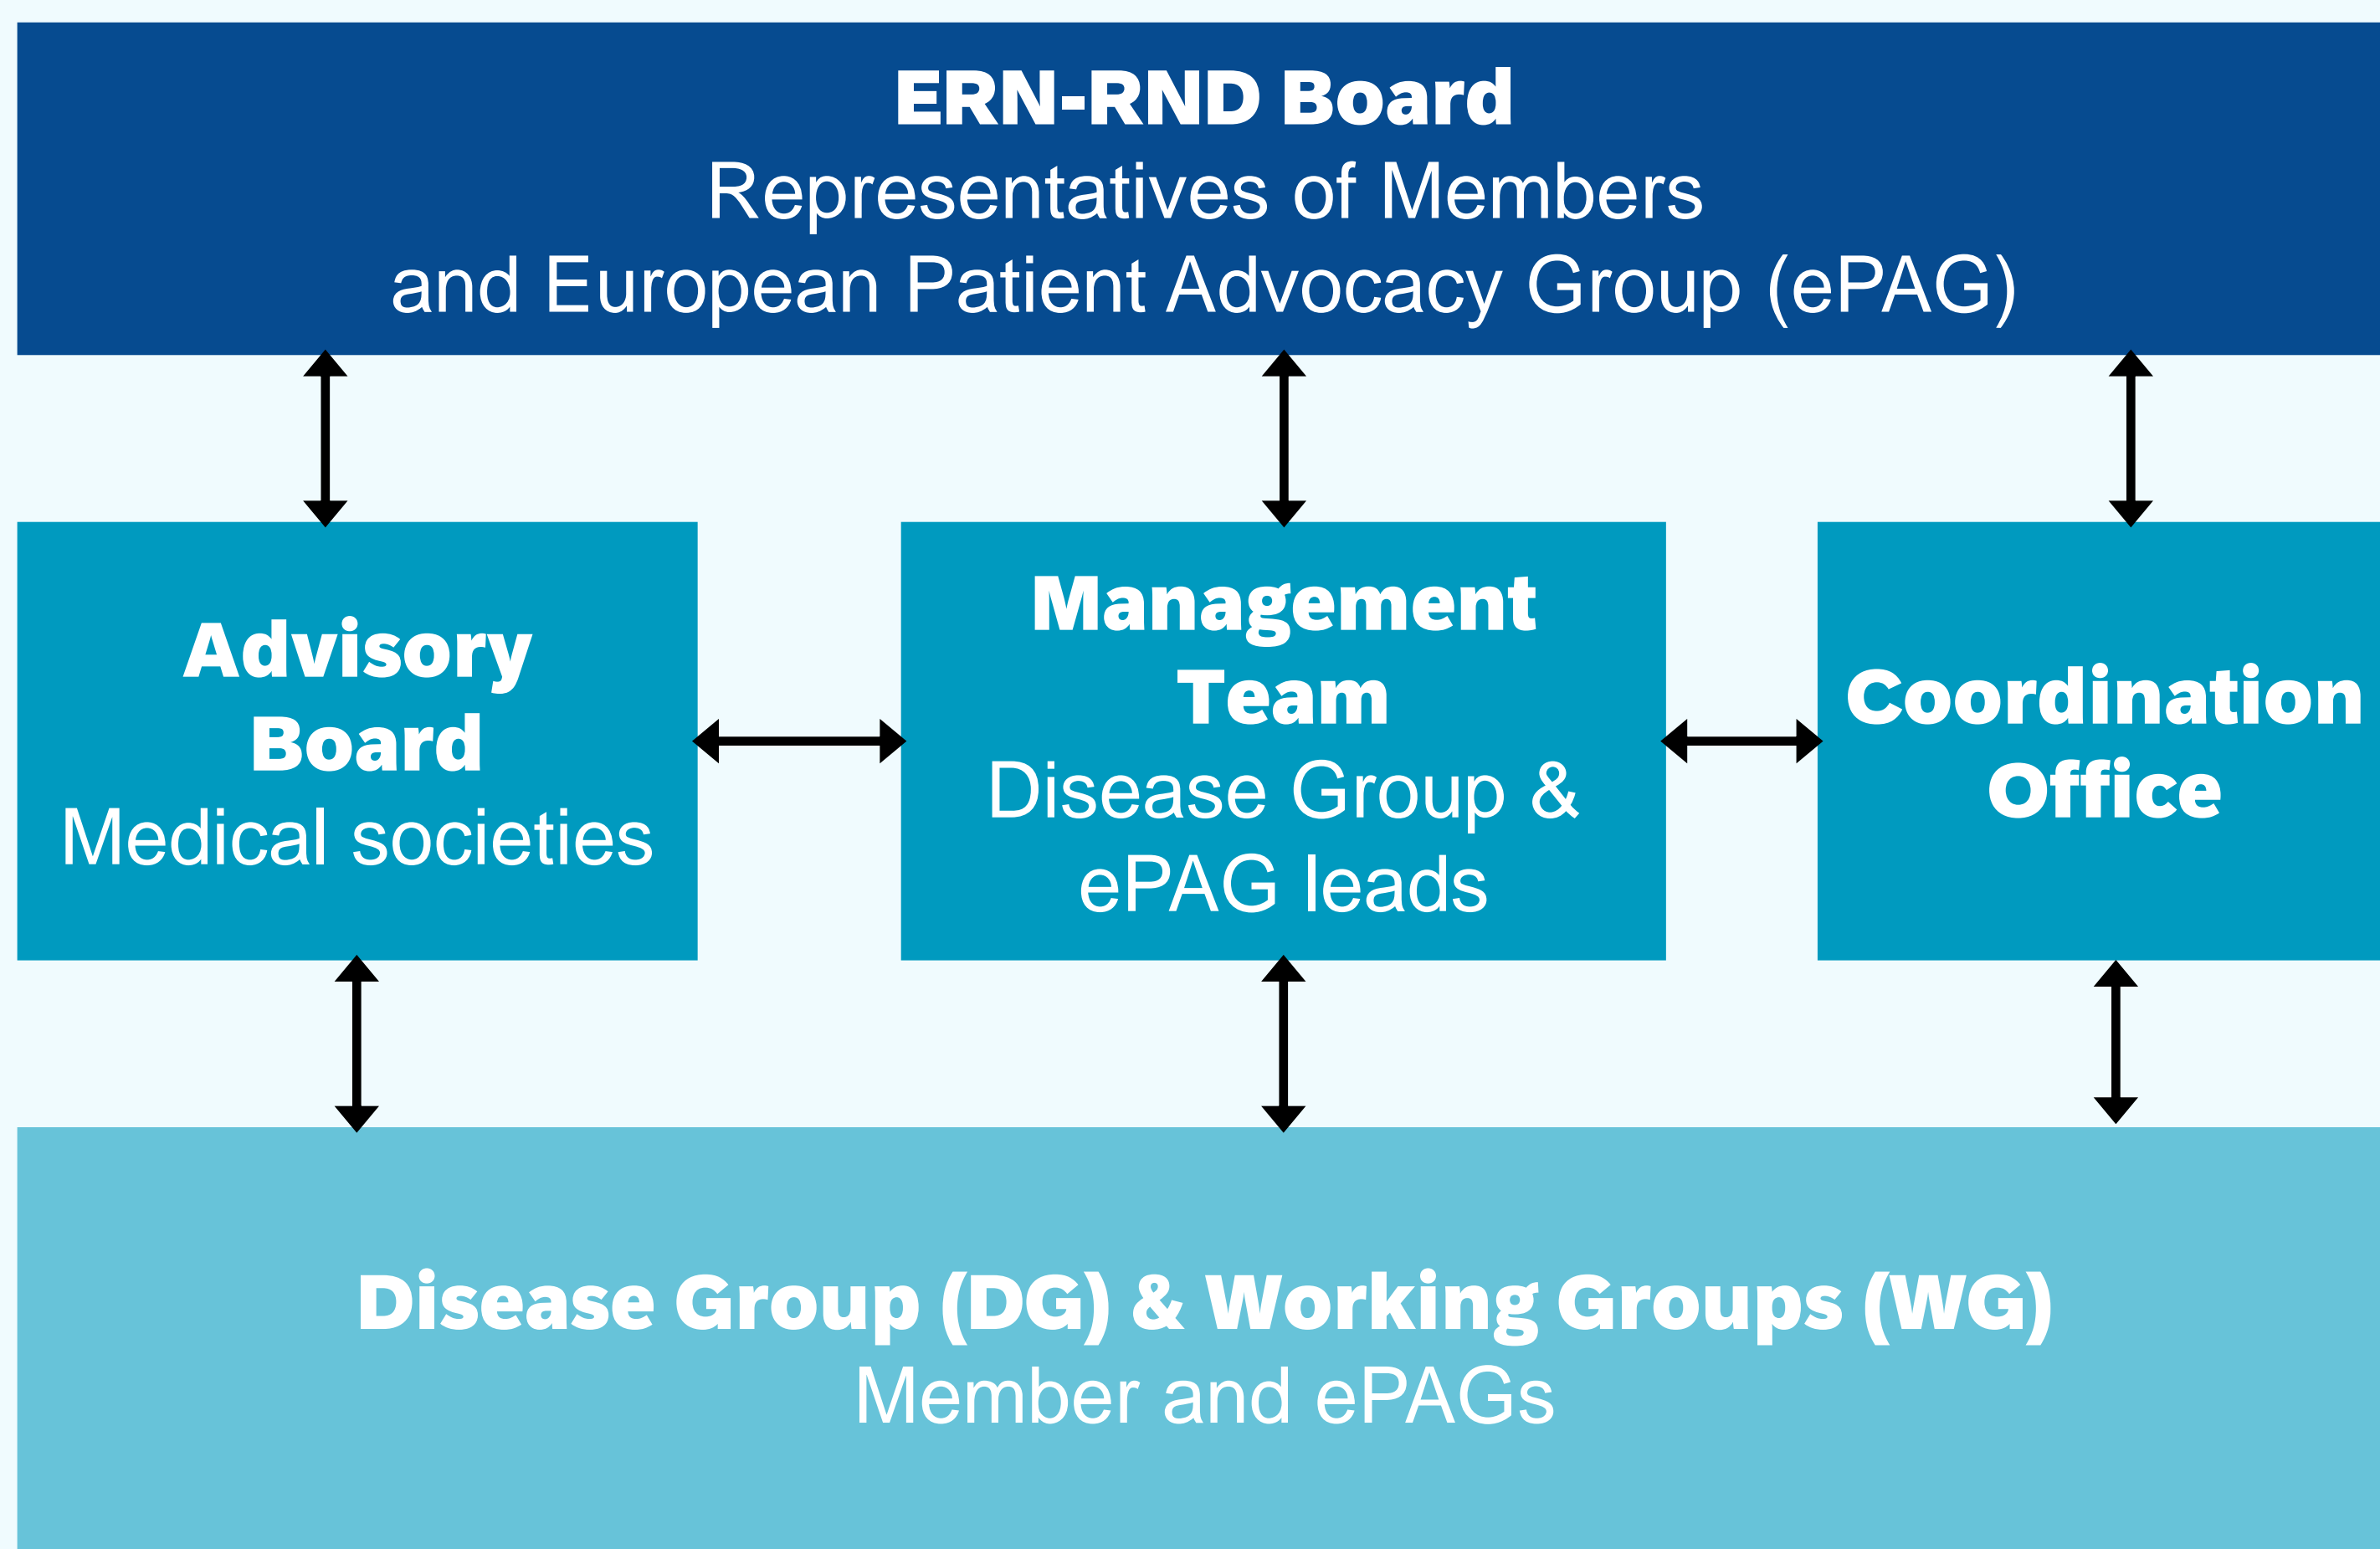 ERN-RND Board
Representatives of Members
and European Patient Advocacy Group (ePAG)
Advisory
Board
Medical societies
Management
Team
Disease Group &
ePAG leads
Coordination
Office
Disease Group (DG) & Working Groups (WG)
Member and ePAGs